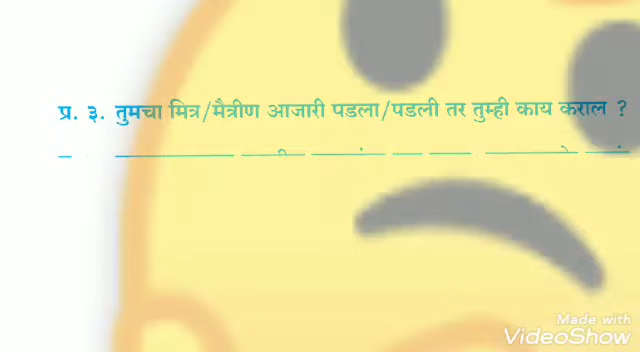 प्र. ३. तुमचा मित्र/मैत्रीण आजारी पडला/पडली तर तुम्ही काय कराल ?
Made with
VideoShow